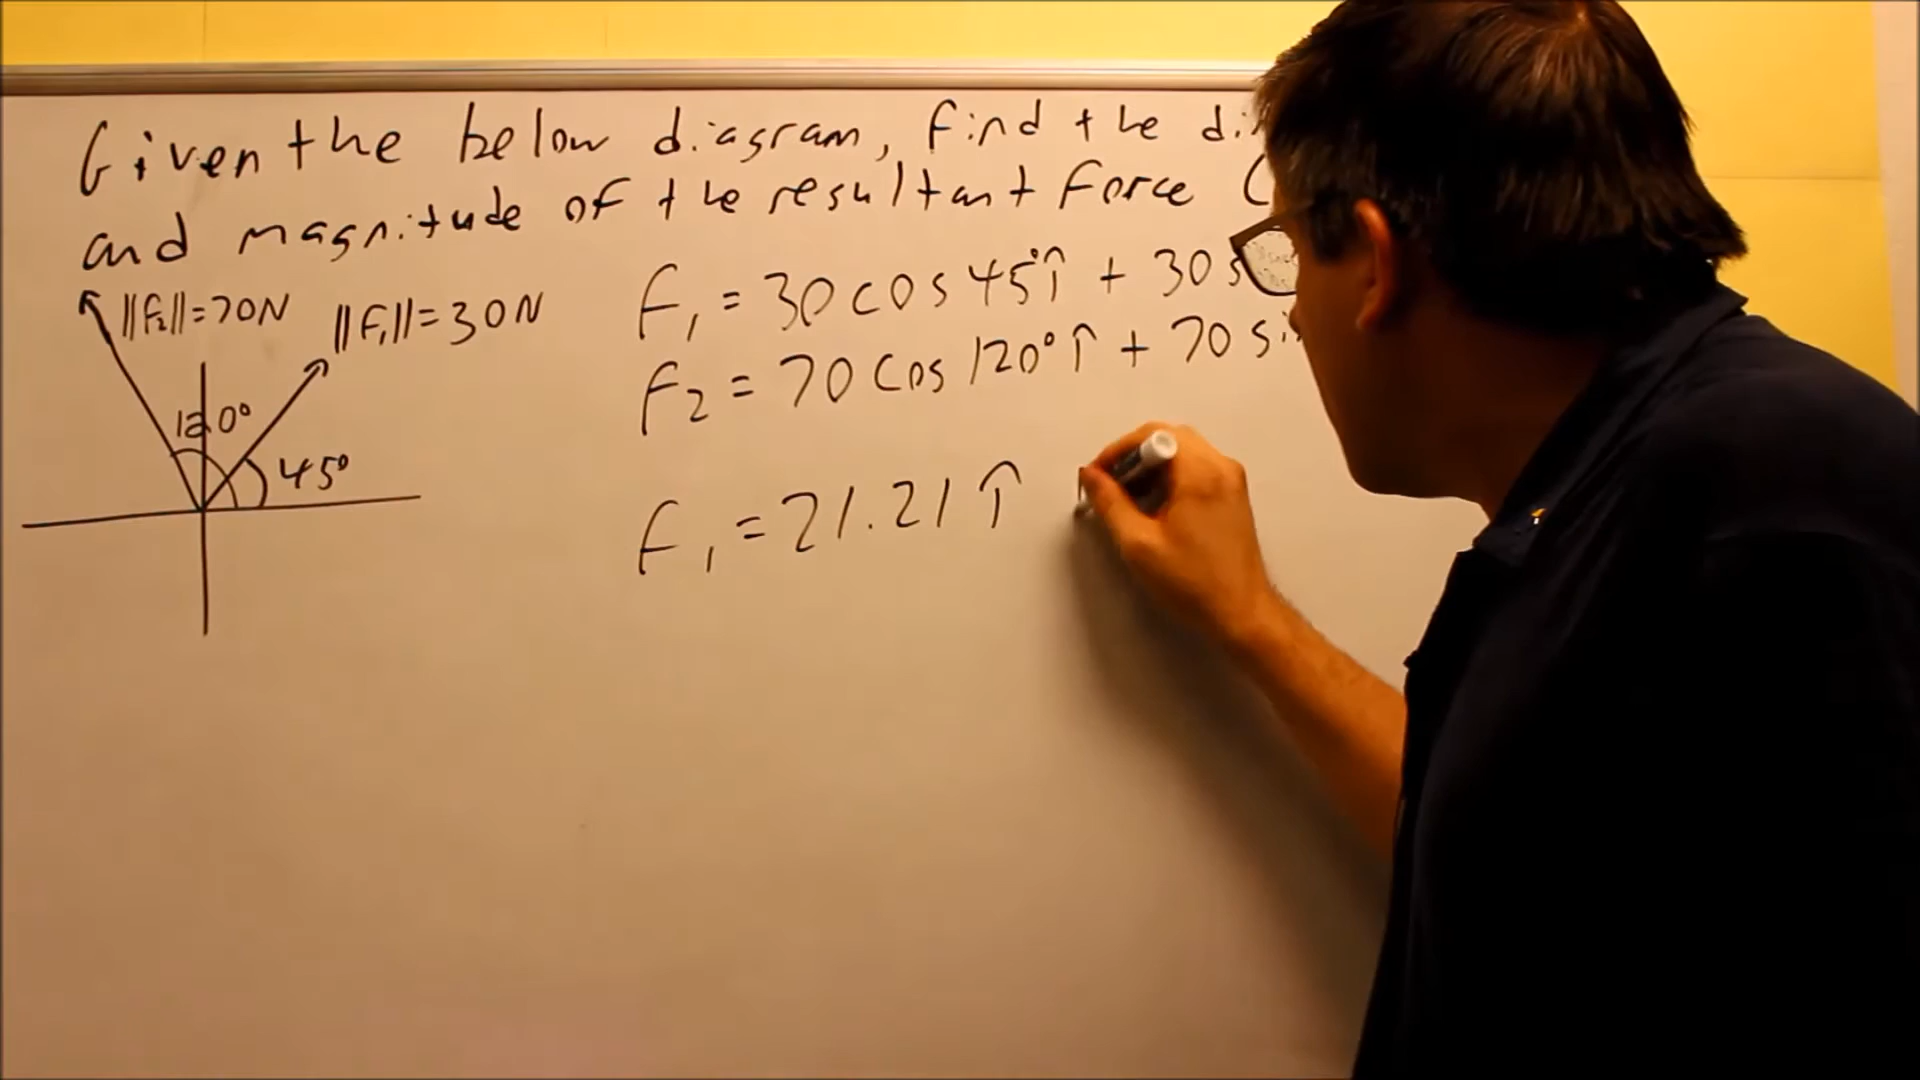 Given the below diagram, find the
and magnitude of the resultant force (
||F₂||=70N
||F₁||=30N
120°
45°
F₁ = 30 cos 45° î + 30
F₂ = 70 cos 120° î + 70
F₁ = 21.21 î